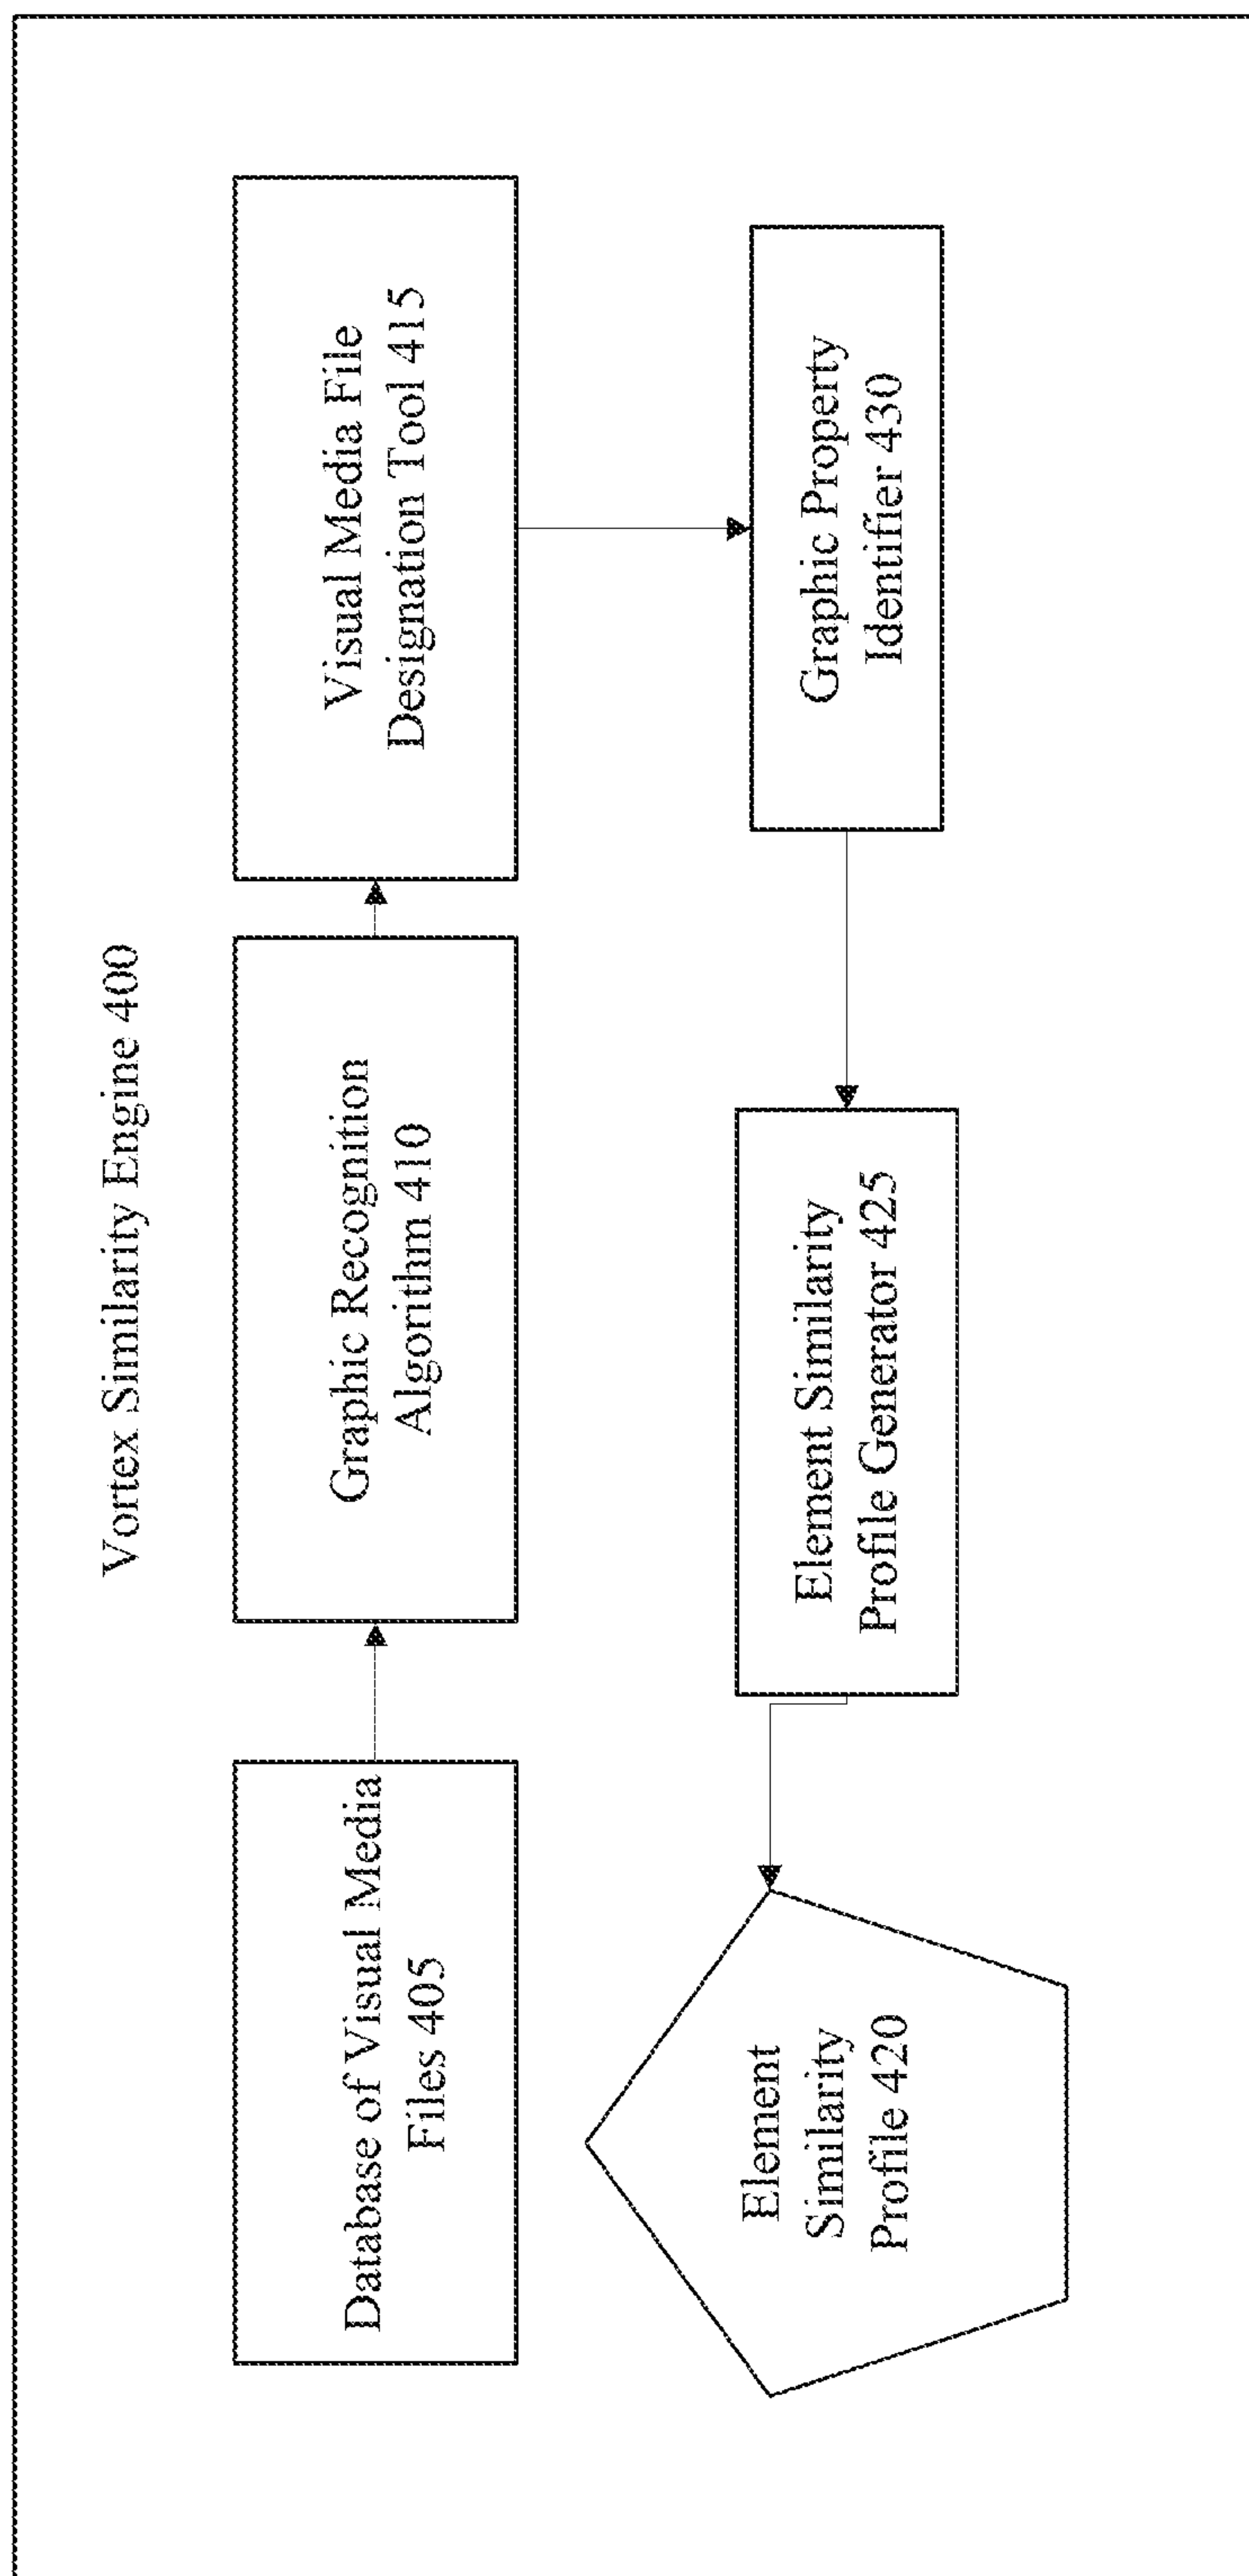 Vortex Similarity Engine 400
Database of Visual Media
Files 405
Graphic Recognition
Algorithm 410
Visual Media File
Designation Tool 415
Element
Similarity
Profile 420
Element Similarity
Profile Generator 425
Graphic Property
Identifier 430